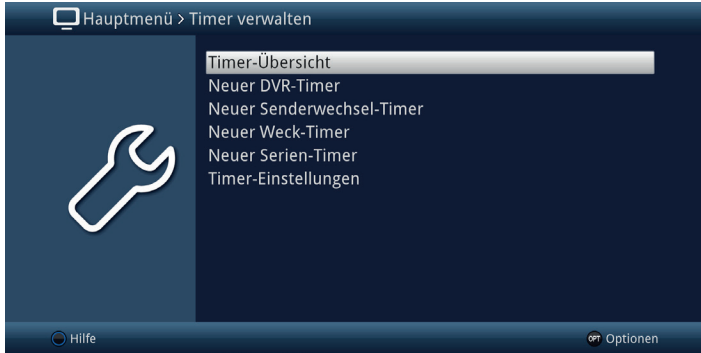 Hauptmenü > Timer verwalten
Timer-Übersicht
Neuer DVR-Timer
Neuer Senderwechsel-Timer
Neuer Weck-Timer
Neuer Serien-Timer
Timer-Einstellungen
Hilfe
OPT Optionen